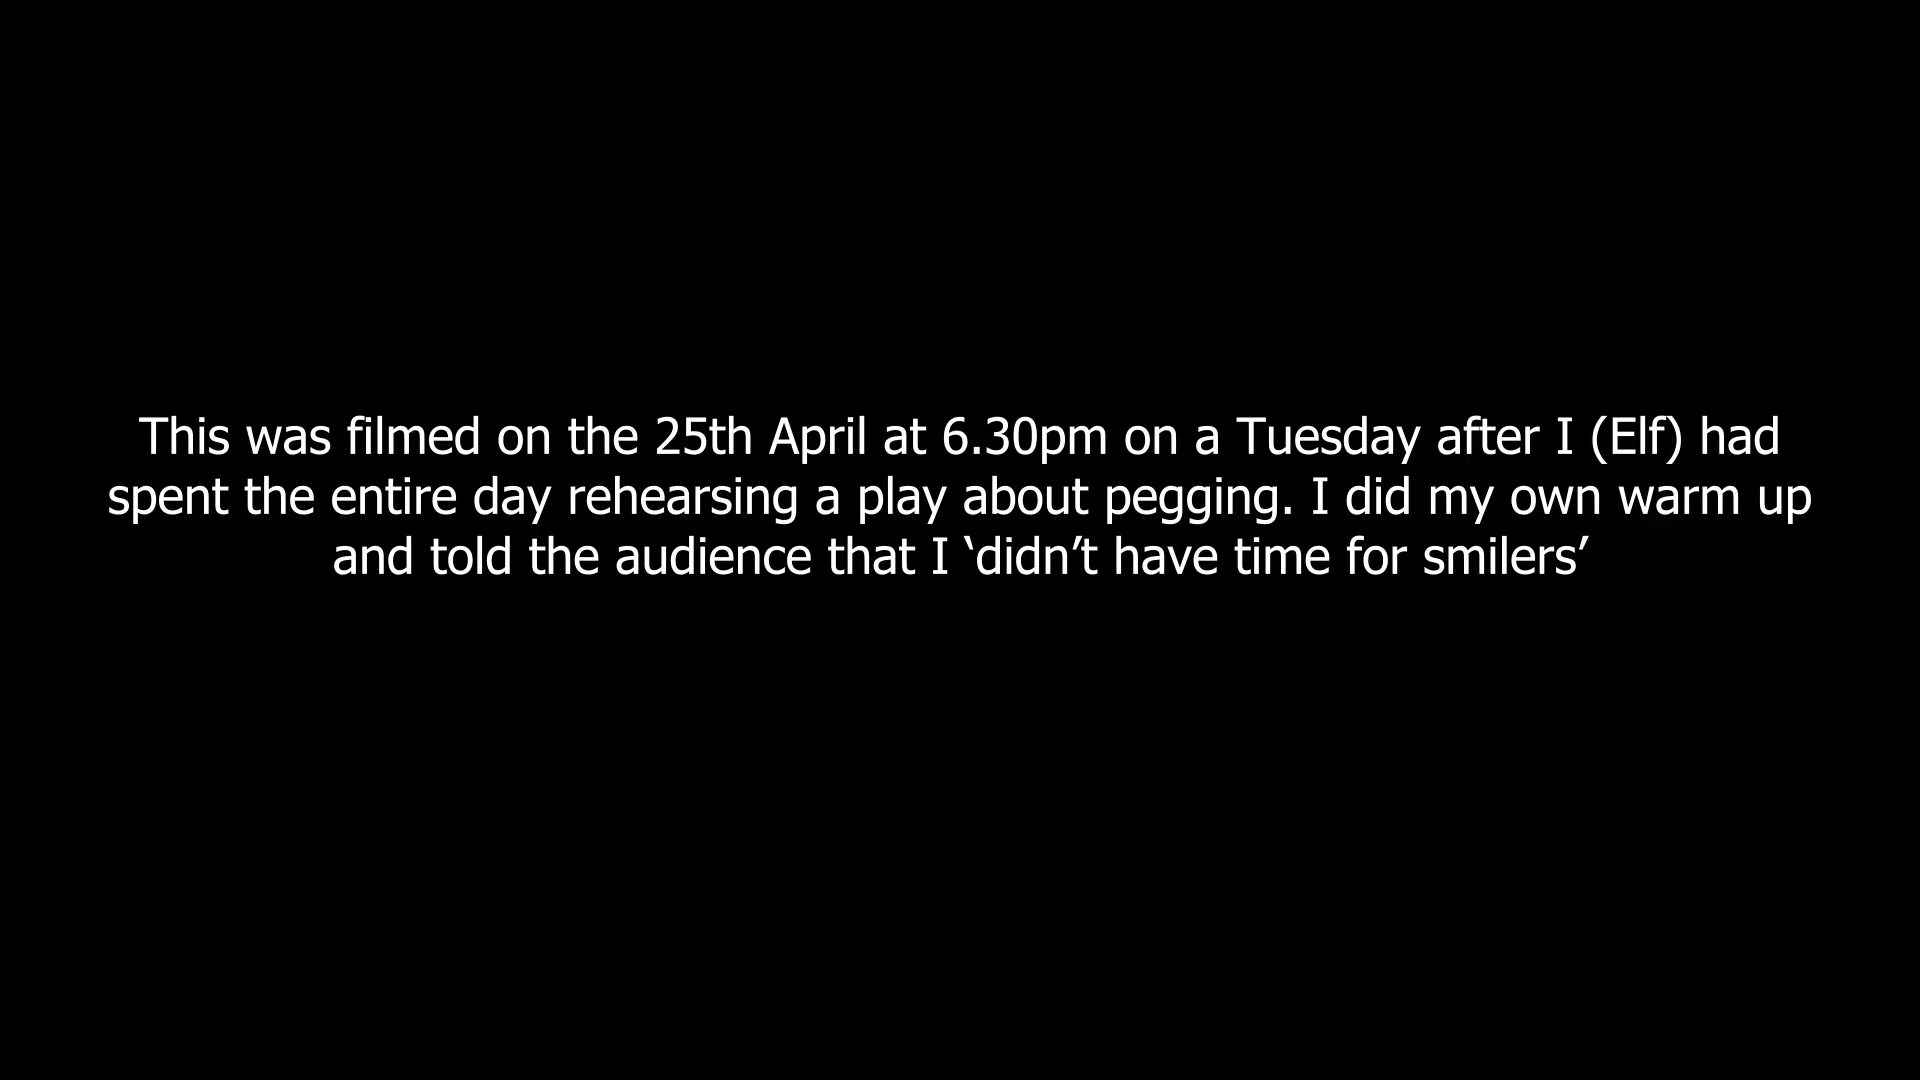 This was filmed on the 25th April at 6.30pm on a Tuesday after I (Elf) had
spent the entire day rehearsing a play about pegging. I did my own warm up
and told the audience that I ‘didn’t have time for smilers’